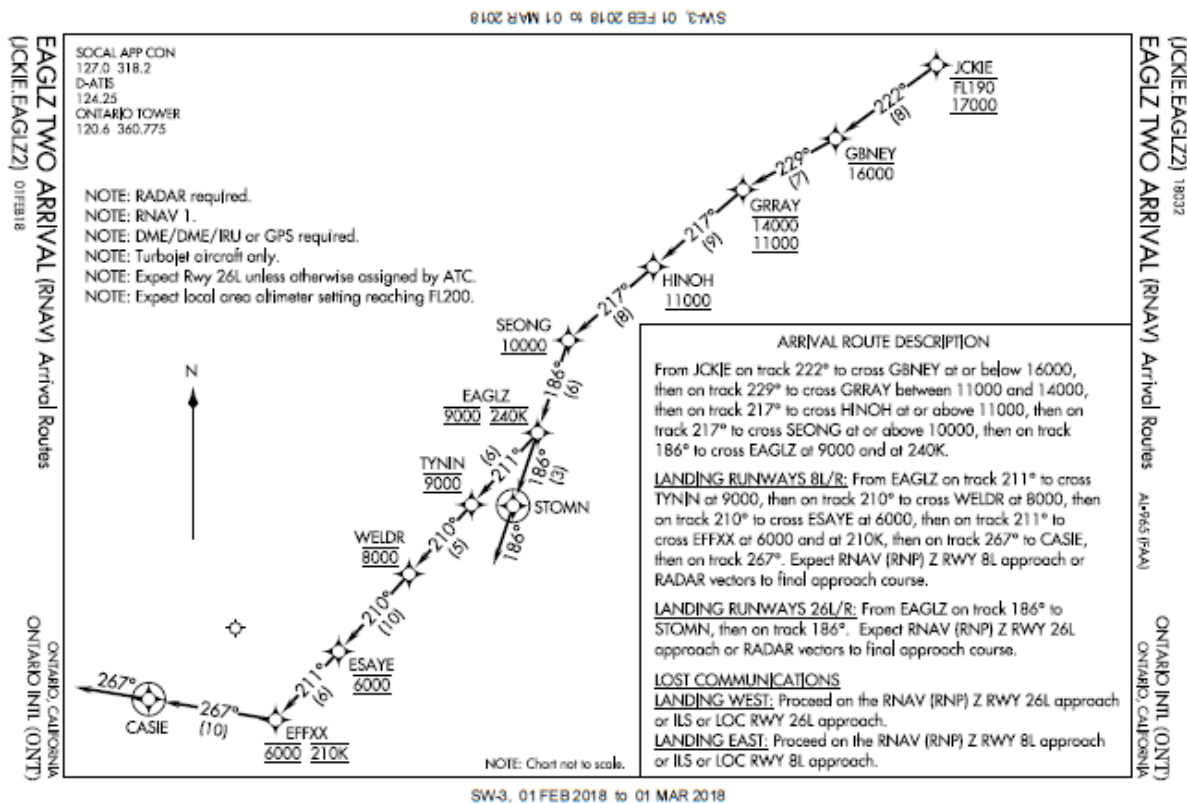 SW-3, 01 FEB 2018 to 01 MAR 2018
(JCKIE.EAGLZ2) 18032
EAGLZ TWO ARRIVAL (RNAV) Arrival Routes
AL-965 (FAA)
ONTARIO INTL (ONT)
ONTARIO, CALIFORNIA
SOCAL APP CON
127.0 318.2
D-ATIS
124.25
ONTARIO TOWER
120.6 360.775
NOTE: RADAR required.
NOTE: RNAV 1.
NOTE: DME/DME/IRU or GPS required.
NOTE: Turbojet aircraft only.
NOTE: Expect Rwy 26L unless otherwise assigned by ATC.
NOTE: Expect local area altimeter setting reaching FL200.
JCKIE
FL190
17000
222°
(8)
GBNEY
16000
229°
(7)
GRRAY
14000
11000
217°
(9)
HINOH
11000
217°
(8)
SEONG
10000
186°
(6)
EAGLZ
9000 240K
186°
(3)
STOMN
186°
211°
(6)
TYNIN
9000
210°
(5)
WELDR
8000
210°
(10)
ESAYE
6000
211°
(6)
EFFXX
6000 210K
267°
(10)
CASIE
267°
N
NOTE: Chart not to scale.
ARRIVAL ROUTE DESCRIPTION
From JCKIE on track 222° to cross GBNEY at or below 16000,
then on track 229° to cross GRRAY between 11000 and 14000,
then on track 217° to cross HINOH at or above 11000, then on
track 217° to cross SEONG at or above 10000, then on track
186° to cross EAGLZ at 9000 and at 240K.
LANDING RUNWAYS 8L/R: From EAGLZ on track 211° to cross
TYNIN at 9000, then on track 210° to cross WELDR at 8000, then
on track 210° to cross ESAYE at 6000, then on track 211° to
cross EFFXX at 6000 and at 210K, then on track 267° to CASIE,
then on track 267°. Expect RNAV (RNP) Z RWY 8L approach or
RADAR vectors to final approach course.
LANDING RUNWAYS 26L/R: From EAGLZ on track 186° to
STOMN, then on track 186°. Expect RNAV (RNP) Z RWY 26L
approach or RADAR vectors to final approach course.
LOST COMMUNICATIONS
LANDING WEST: Proceed on the RNAV (RNP) Z RWY 26L approach
or ILS or LOC RWY 26L approach.
LANDING EAST: Proceed on the RNAV (RNP) Z RWY 8L approach
or ILS or LOC RWY 8L approach.
EAGLZ TWO ARRIVAL (RNAV) Arrival Routes
(JCKIE.EAGLZ2) 01FEB18
ONTARIO, CALIFORNIA
ONTARIO INTL (ONT)
SW-3, 01 FEB 2018 to 01 MAR 2018